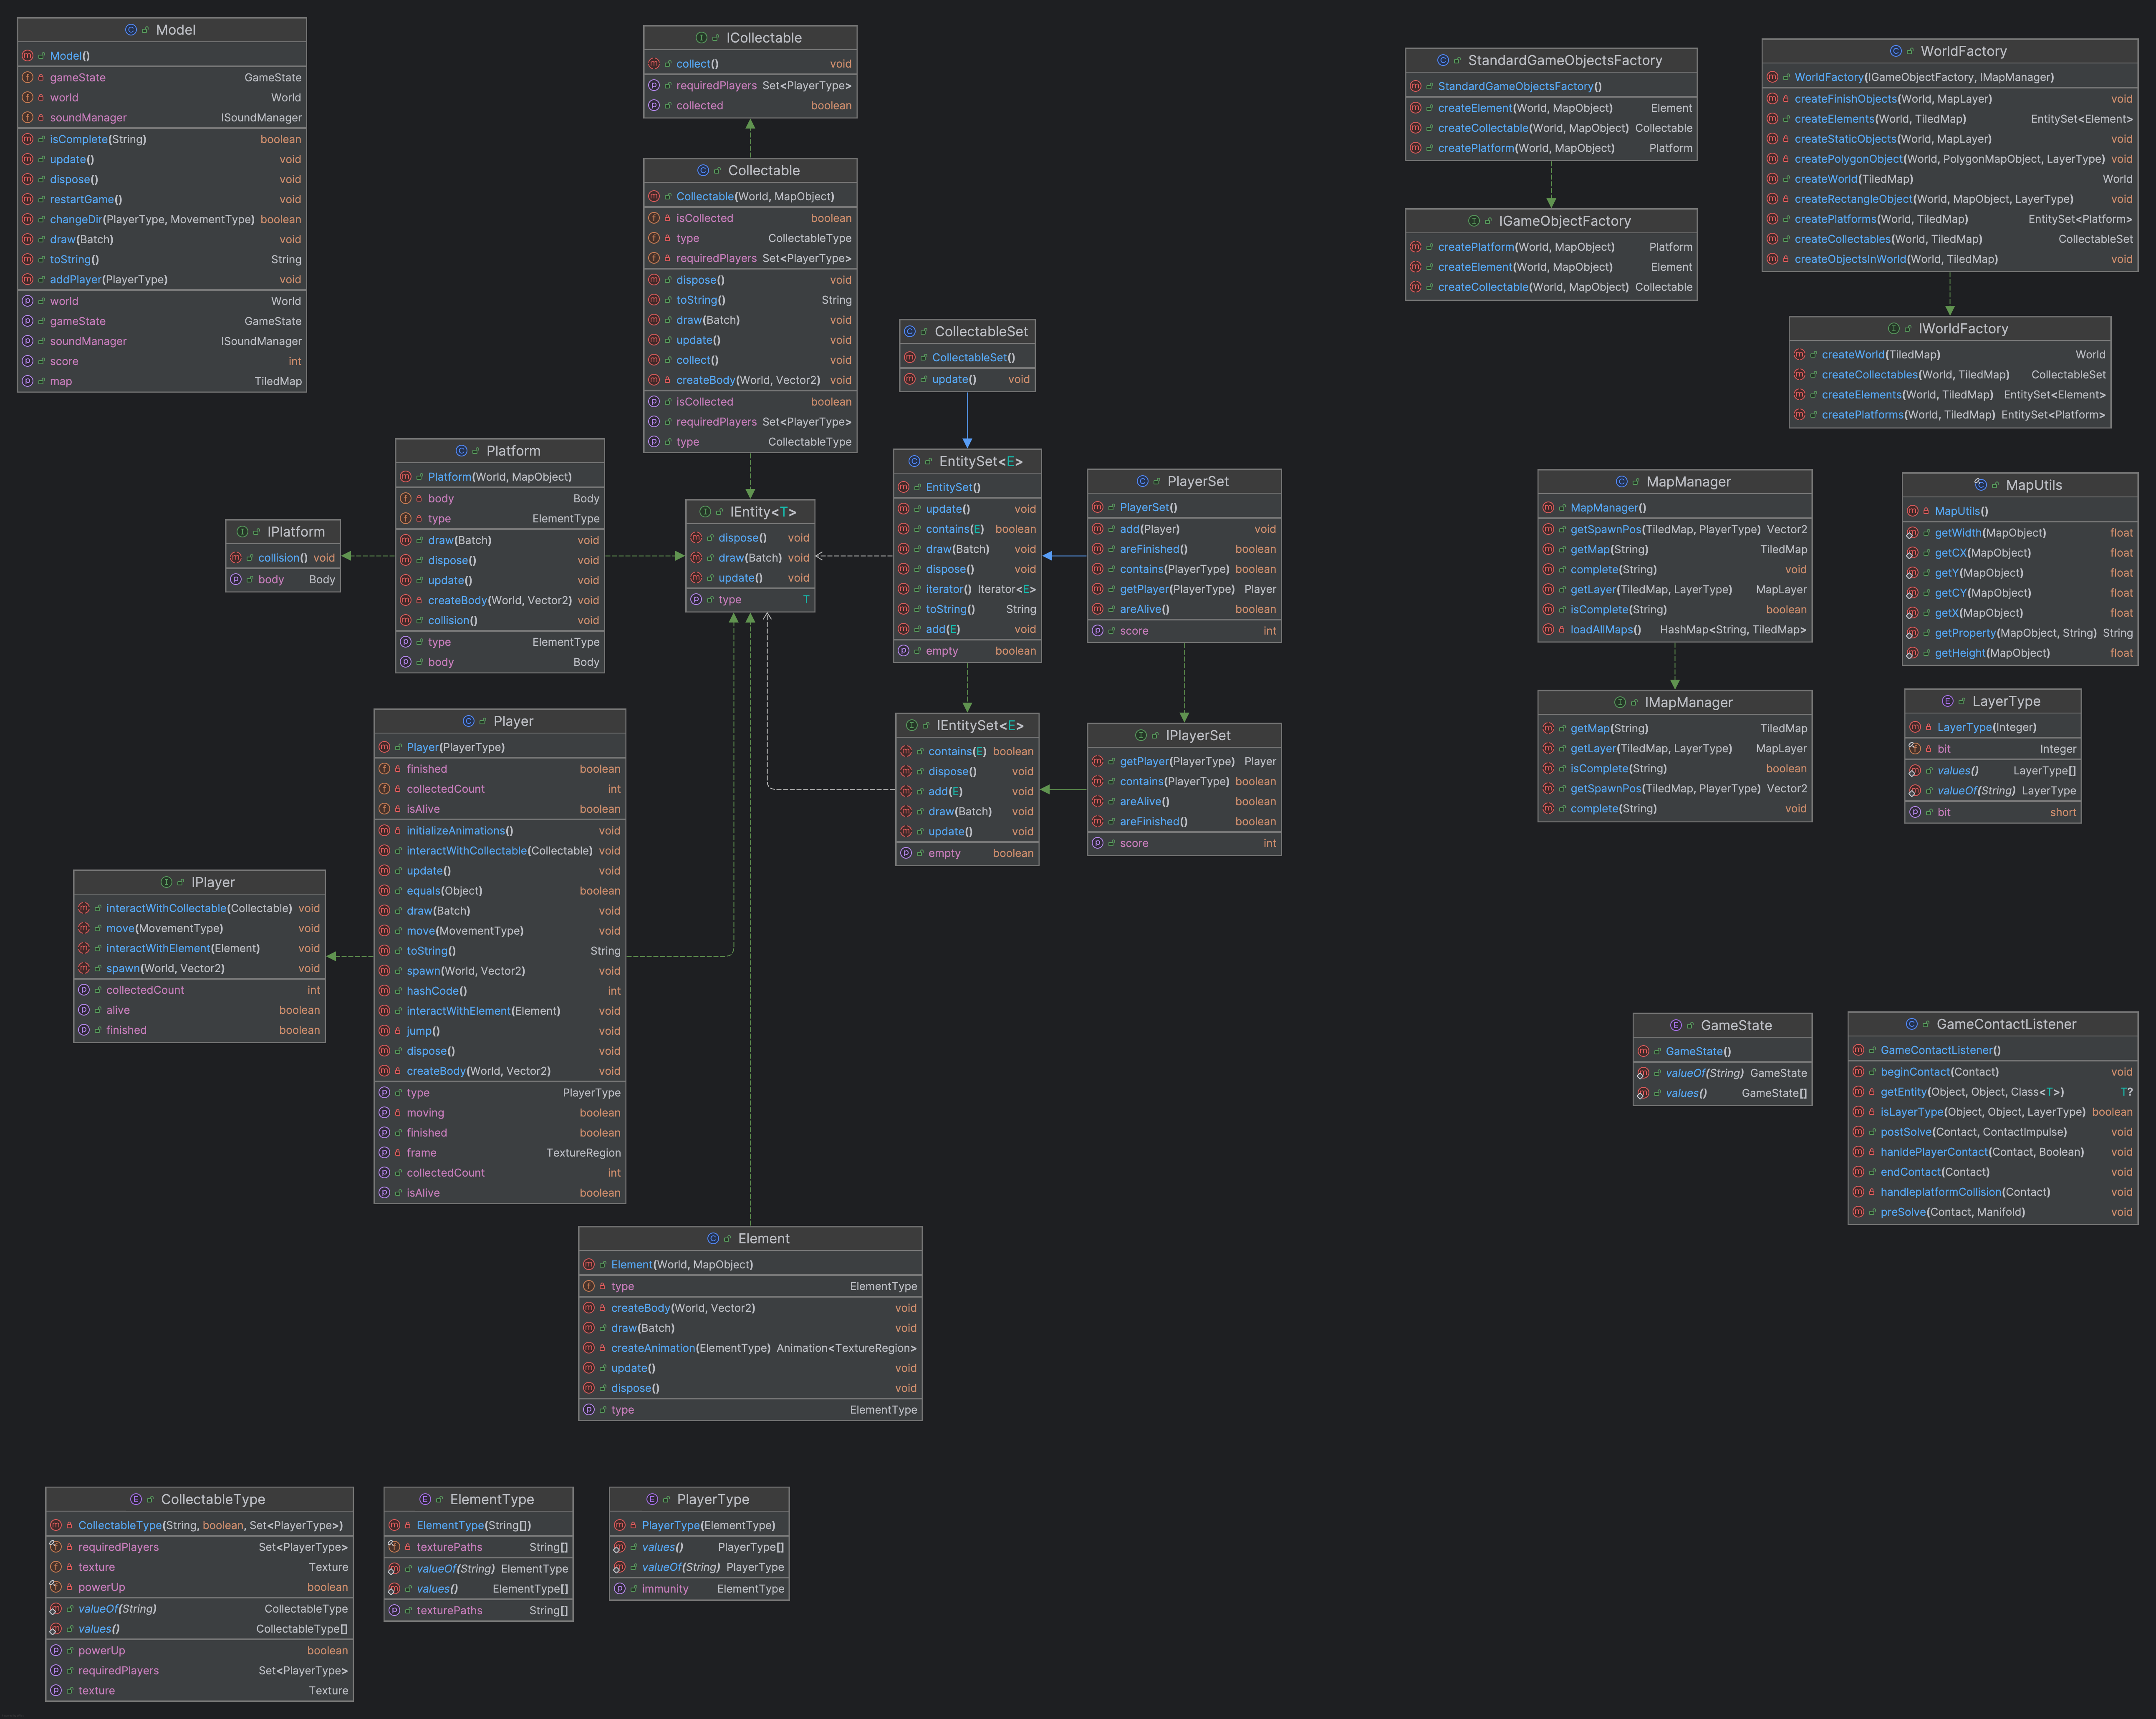 Model
Model()
gameState GameState
world World
soundManager ISoundManager
isComplete(String) boolean
update() void
dispose() void
restartGame() void
changeDir(PlayerType, MovementType) boolean
draw(Batch) void
toString() String
addPlayer(PlayerType) void
world World
gameState GameState
soundManager ISoundManager
score int
map TiledMap
ICollectable
collect() void
requiredPlayers Set<PlayerType>
collected boolean
Collectable
Collectable(World, MapObject)
isCollected boolean
type CollectableType
requiredPlayers Set<PlayerType>
dispose() void
toString() String
draw(Batch) void
update() void
collect() void
createBody(World, Vector2) void
isCollected boolean
requiredPlayers Set<PlayerType>
type CollectableType
StandardGameObjectsFactory
StandardGameObjectsFactory()
createElement(World, MapObject) Element
createCollectable(World, MapObject) Collectable
createPlatform(World, MapObject) Platform
IGameObjectFactory
createPlatform(World, MapObject) Platform
createElement(World, MapObject) Element
createCollectable(World, MapObject) Collectable
WorldFactory
WorldFactory(IGameObjectFactory, IMapManager)
createFinishObjects(World, MapLayer) void
createElements(World, TiledMap) EntitySet<Element>
createStaticObjects(World, MapLayer) void
createPolygonObject(World, PolygonMapObject, LayerType) void
createWorld(TiledMap) World
createRectangleObject(World, MapObject, LayerType) void
createPlatforms(World, TiledMap) EntitySet<Platform>
createCollectables(World, TiledMap) CollectableSet
createObjectsInWorld(World, TiledMap) void
IWorldFactory
createWorld(TiledMap) World
createCollectables(World, TiledMap) CollectableSet
createElements(World, TiledMap) EntitySet<Element>
createPlatforms(World, TiledMap) EntitySet<Platform>
CollectableSet
CollectableSet()
update() void
Platform
Platform(World, MapObject)
body Body
type ElementType
draw(Batch) void
dispose() void
update() void
createBody(World, Vector2) void
collision() void
type ElementType
body Body
IPlatform
collision() void
body Body
IEntity<T>
dispose() void
draw(Batch) void
update() void
type T
EntitySet<E>
EntitySet()
update() void
contains(E) boolean
draw(Batch) void
dispose() void
iterator() Iterator<E>
toString() String
add(E) void
empty boolean
PlayerSet
PlayerSet()
add(Player) void
areFinished() boolean
contains(PlayerType) boolean
getPlayer(PlayerType) Player
areAlive() boolean
score int
MapManager
MapManager()
getSpawnPos(TiledMap, PlayerType) Vector2
getMap(String) TiledMap
complete(String) void
getLayer(TiledMap, LayerType) MapLayer
isComplete(String) boolean
loadAllMaps() HashMap<String, TiledMap>
MapUtils
MapUtils()
getWidth(MapObject) float
getCX(MapObject) float
getY(MapObject) float
getCY(MapObject) float
getX(MapObject) float
getProperty(MapObject, String) String
getHeight(MapObject) float
IMapManager
getMap(String) TiledMap
getLayer(TiledMap, LayerType) MapLayer
isComplete(String) boolean
getSpawnPos(TiledMap, PlayerType) Vector2
complete(String) void
LayerType
LayerType(Integer)
bit Integer
values() LayerType[]
valueOf(String) LayerType
bit short
IEntitySet<E>
contains(E) boolean
dispose() void
add(E) void
draw(Batch) void
update() void
empty boolean
IPlayerSet
getPlayer(PlayerType) Player
contains(PlayerType) boolean
areAlive() boolean
areFinished() boolean
score int
Player
Player(PlayerType)
finished boolean
collectedCount int
isAlive boolean
initializeAnimations() void
interactWithCollectable(Collectable) void
update() void
equals(Object) boolean
draw(Batch) void
move(MovementType) void
toString() String
spawn(World, Vector2) void
hashCode() int
interactWithElement(Element) void
jump() void
dispose() void
createBody(World, Vector2) void
type PlayerType
moving boolean
finished boolean
frame TextureRegion
collectedCount int
isAlive boolean
IPlayer
interactWithCollectable(Collectable) void
move(MovementType) void
interactWithElement(Element) void
spawn(World, Vector2) void
collectedCount int
alive boolean
finished boolean
GameState
GameState()
valueOf(String) GameState
values() GameState[]
GameContactListener
GameContactListener()
beginContact(Contact) void
getEntity(Object, Object, Class<T>) T?
isLayerType(Object, Object, LayerType) boolean
postSolve(Contact, ContactImpulse) void
hanldePlayerContact(Contact, Boolean) void
endContact(Contact) void
handleplatformCollision(Contact) void
preSolve(Contact, Manifold) void
Element
Element(World, MapObject)
type ElementType
createBody(World, Vector2) void
draw(Batch) void
createAnimation(ElementType) Animation<TextureRegion>
update() void
dispose() void
type ElementType
CollectableType
CollectableType(String, boolean, Set<PlayerType>)
requiredPlayers Set<PlayerType>
texture Texture
powerUp boolean
valueOf(String) CollectableType
values() CollectableType[]
powerUp boolean
requiredPlayers Set<PlayerType>
texture Texture
ElementType
ElementType(String[])
texturePaths String[]
valueOf(String) ElementType
values() ElementType[]
texturePaths String[]
PlayerType
PlayerType(ElementType)
values() PlayerType[]
valueOf(String) PlayerType
immunity ElementType